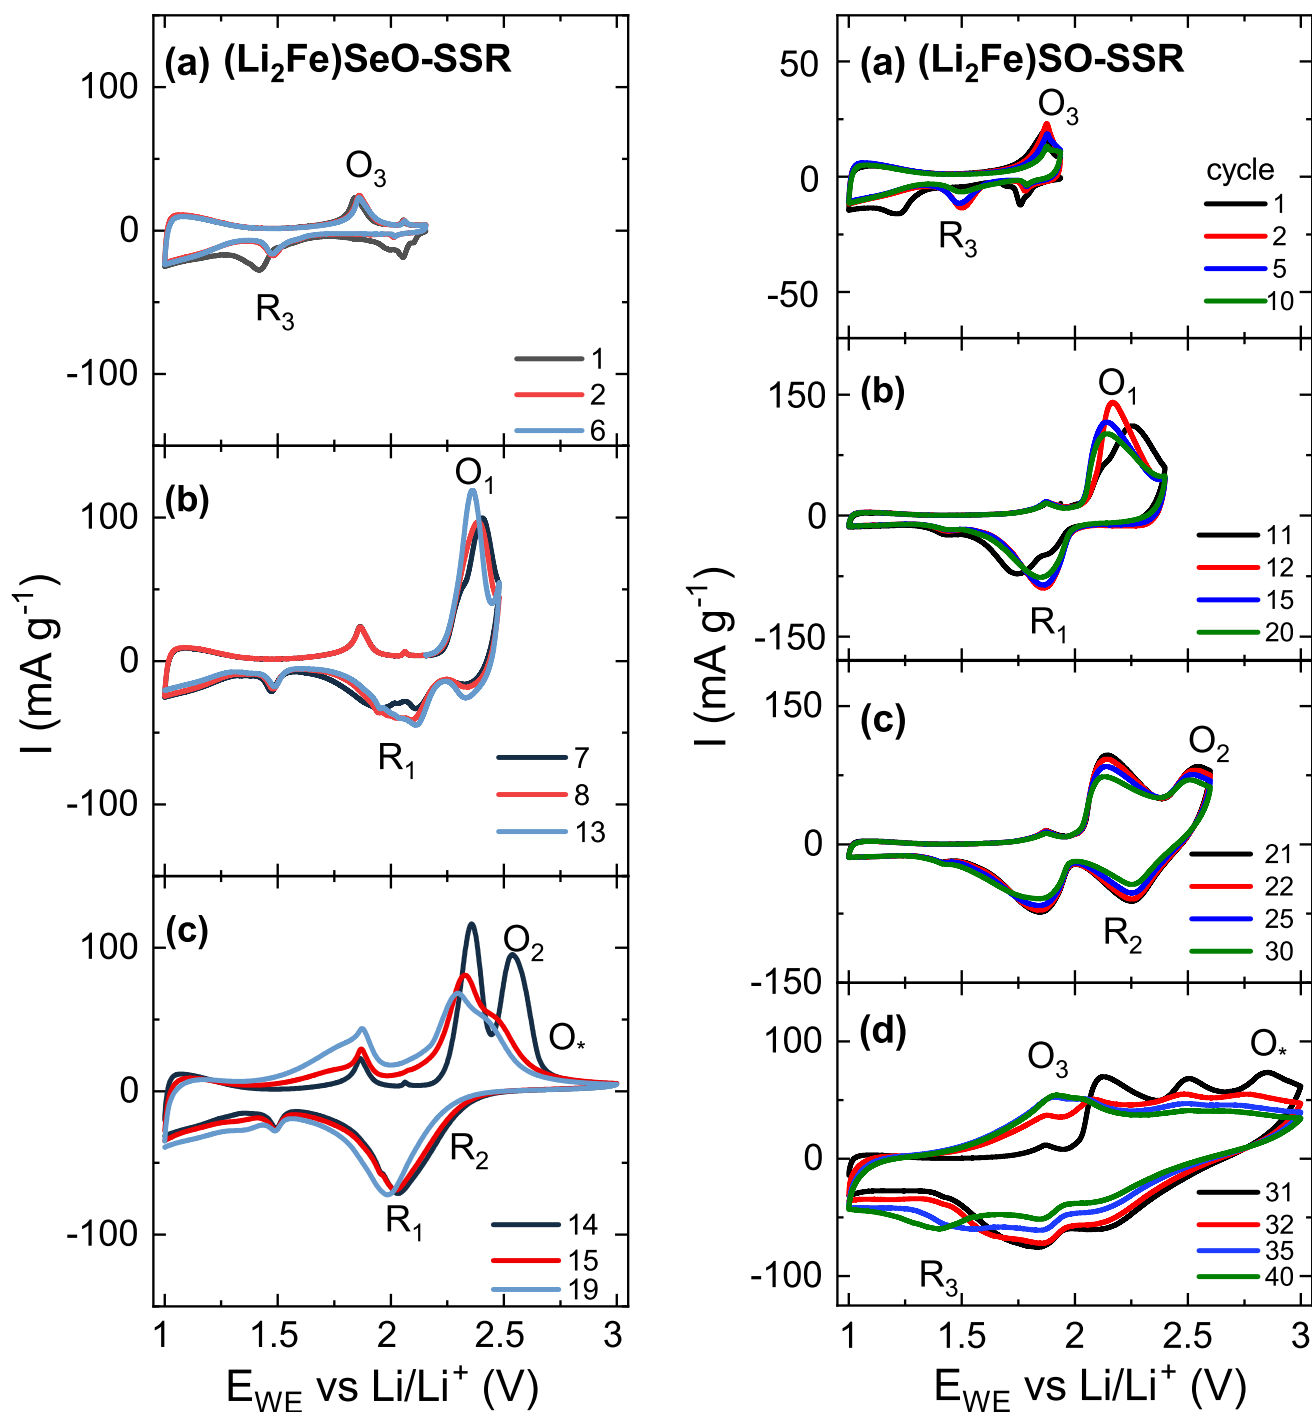 (a) (Li₂Fe)SeO-SSR
100
0
-100
O₃
R₃
1
2
6
(b)
100
0
-100
O₁
R₁
7
8
13
(c)
100
0
-100
O₂
O*
R₂
R₁
14
15
19
1 1.5 2 2.5 3
E_WE vs Li/Li⁺ (V)
I (mA g⁻¹)
(a) (Li₂Fe)SO-SSR
50
0
-50
O₃
R₃
cycle
1
2
5
10
(b)
150
0
-150
O₁
R₁
11
12
15
20
(c)
150
0
-150
O₂
R₂
21
22
25
30
(d)
100
0
-100
O₃
O*
R₃
31
32
35
40
1 1.5 2 2.5 3
E_WE vs Li/Li⁺ (V)
I (mA g⁻¹)